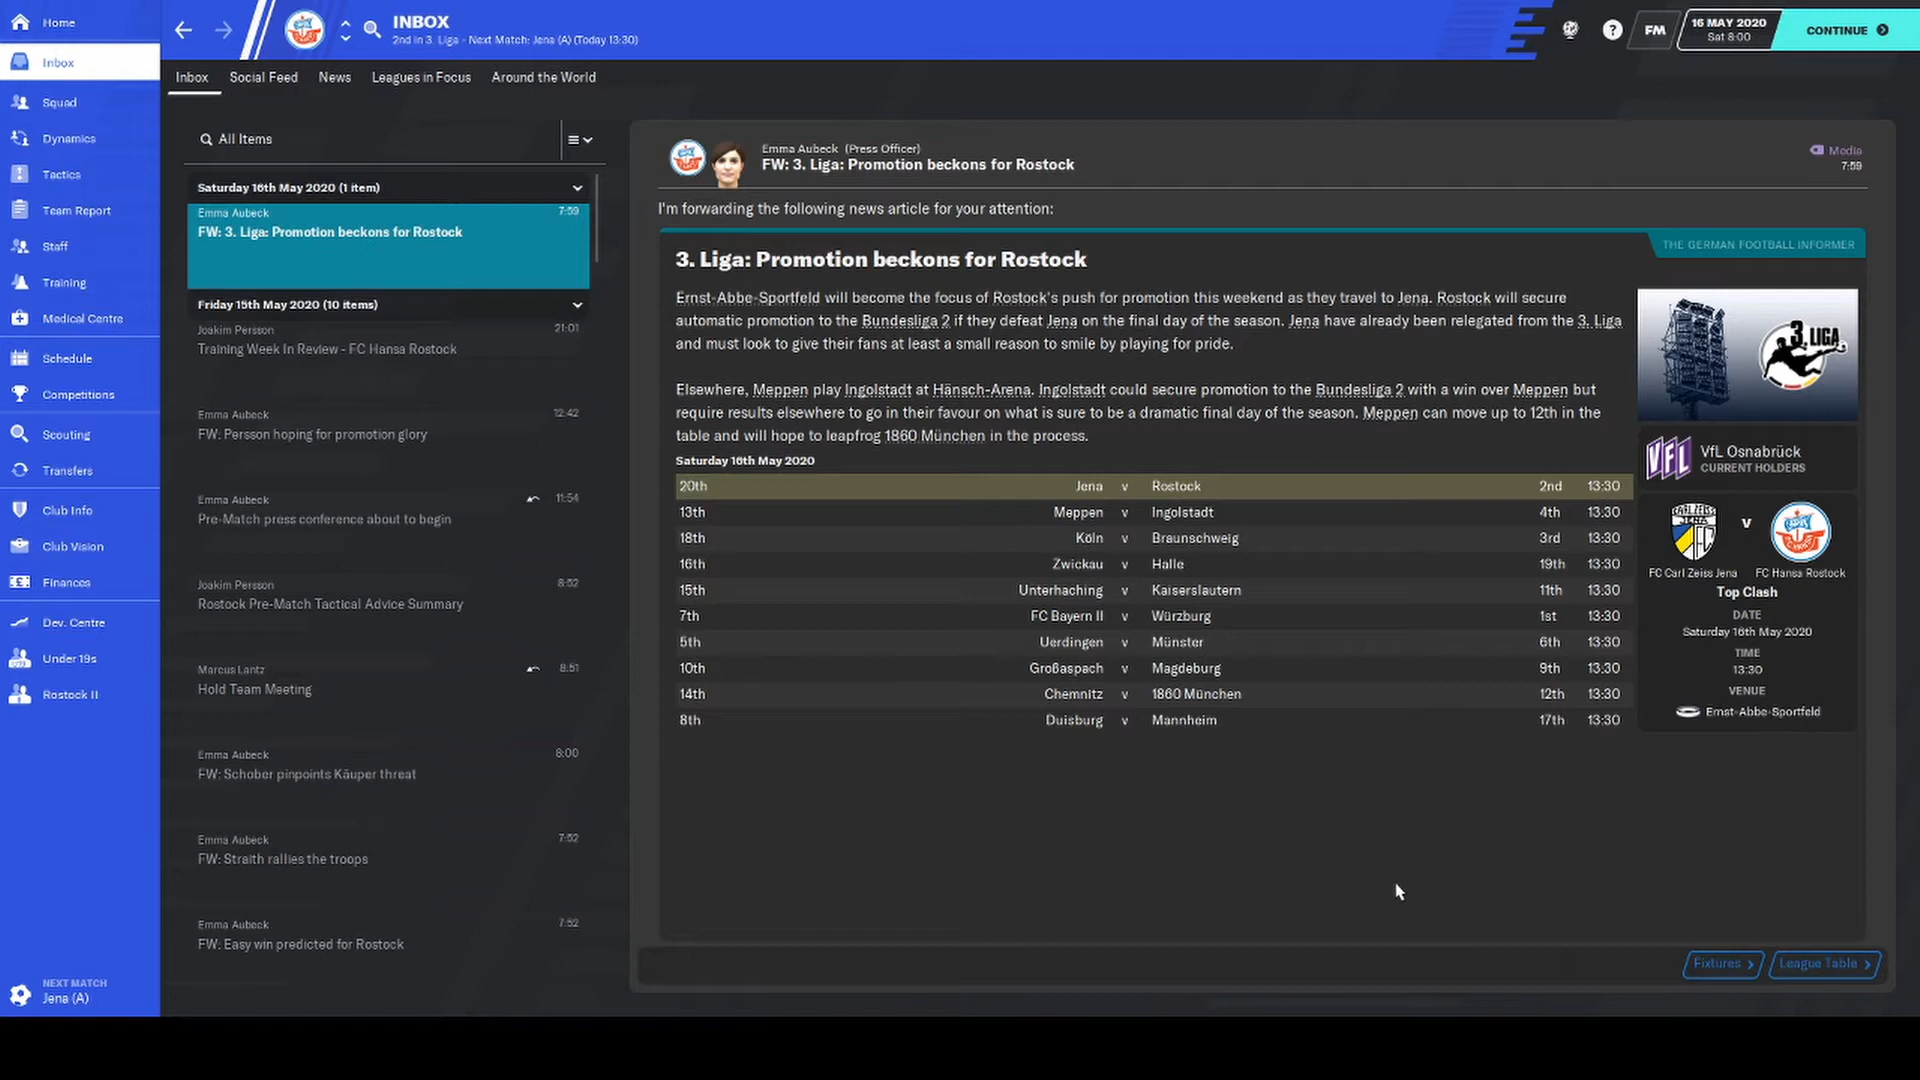 Home
Inbox
Squad
Dynamics
Tactics
Team Report
Staff
Training
Medical Centre
Schedule
Competitions
Scouting
Transfers
Club Info
Club Vision
Finances
Dev. Centre
Under 19s
Rostock II
NEXT MATCH
Jena (A)
INBOX
2nd in 3. Liga - Next Match: Jena (A) (Today 13:30)
?
FM
16 MAY 2020
Sat 8:00
CONTINUE
Inbox Social Feed News Leagues in Focus Around the World
All Items
Saturday 16th May 2020 (1 item)
Emma Aubeck 7:59
FW: 3. Liga: Promotion beckons for Rostock
Friday 15th May 2020 (10 items)
Joakim Persson 21:01
Training Week In Review - FC Hansa Rostock
Emma Aubeck 12:42
FW: Persson hoping for promotion glory
Emma Aubeck 11:54
Pre-Match press conference about to begin
Joakim Persson 8:52
Rostock Pre-Match Tactical Advice Summary
Marcus Lantz 8:51
Hold Team Meeting
Emma Aubeck 8:00
FW: Schober pinpoints Käuper threat
Emma Aubeck 7:52
FW: Straith rallies the troops
Emma Aubeck 7:52
FW: Easy win predicted for Rostock
Emma Aubeck (Press Officer)
FW: 3. Liga: Promotion beckons for Rostock
Media
7:59
I'm forwarding the following news article for your attention:
THE GERMAN FOOTBALL INFORMER
3. Liga: Promotion beckons for Rostock
Ernst-Abbe-Sportfeld will become the focus of Rostock's push for promotion this weekend as they travel to Jena. Rostock will secure
automatic promotion to the Bundesliga 2 if they defeat Jena on the final day of the season. Jena have already been relegated from the 3. Liga
and must look to give their fans at least a small reason to smile by playing for pride.
Elsewhere, Meppen play Ingolstadt at Hänsch-Arena. Ingolstadt could secure promotion to the Bundesliga 2 with a win over Meppen but
require results elsewhere to go in their favour on what is sure to be a dramatic final day of the season. Meppen can move up to 12th in the
table and will hope to leapfrog 1860 München in the process.
Saturday 16th May 2020
20th Jena v Rostock 2nd 13:30
13th Meppen v Ingolstadt 4th 13:30
18th Köln v Braunschweig 3rd 13:30
16th Zwickau v Halle 19th 13:30
15th Unterhaching v Kaiserslautern 11th 13:30
7th FC Bayern II v Würzburg 1st 13:30
5th Uerdingen v Münster 6th 13:30
10th Großaspach v Magdeburg 9th 13:30
14th Chemnitz v 1860 München 12th 13:30
8th Duisburg v Mannheim 17th 13:30
3. LIGA
VFL
VfL Osnabrück
CURRENT HOLDERS
CARL ZEISS
JENA
FC
v
FC Carl Zeiss Jena FC Hansa Rostock
Top Clash
DATE
Saturday 16th May 2020
TIME
13:30
VENUE
Ernst-Abbe-Sportfeld
Fixtures >
League Table >